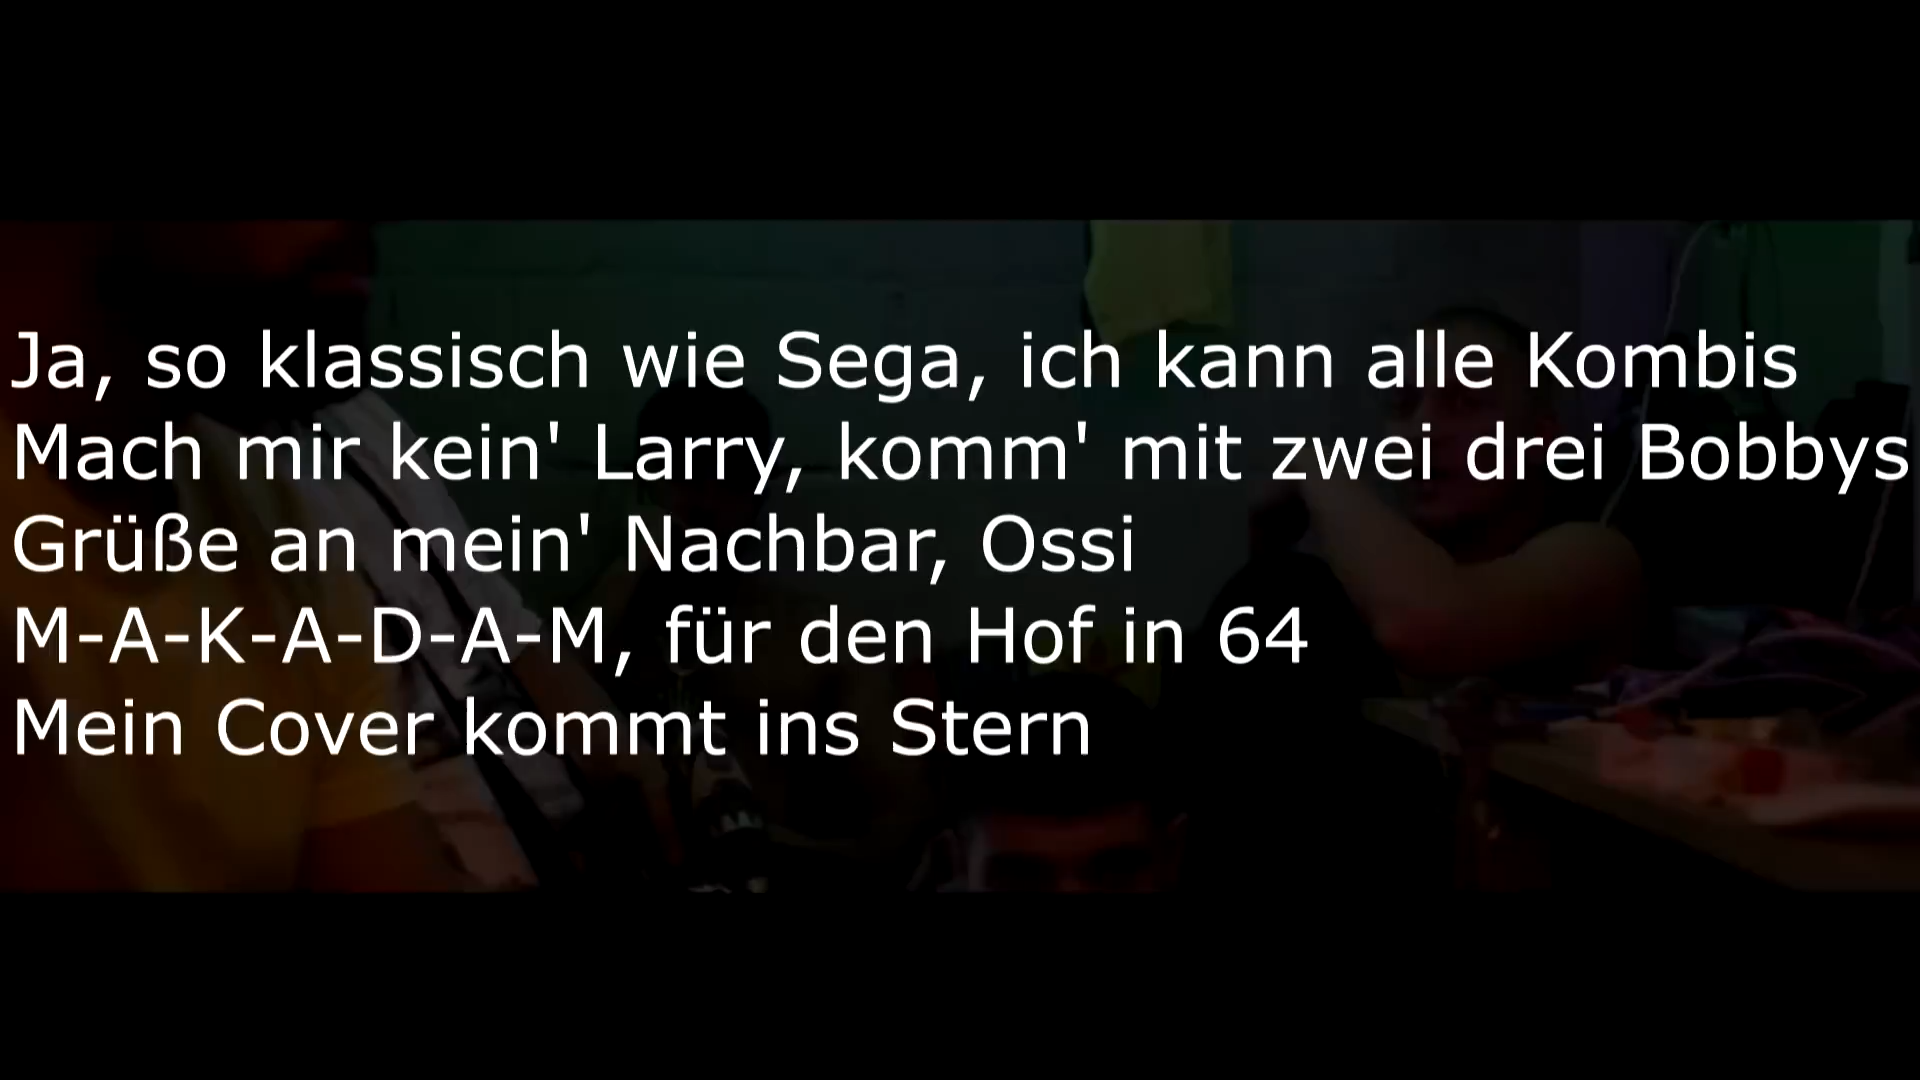 Ja, so klassisch wie Sega, ich kann alle Kombis
Mach mir kein' Larry, komm' mit zwei drei Bobbys
Grüße an mein' Nachbar, Ossi
M-A-K-A-D-A-M, für den Hof in 64
Mein Cover kommt ins Stern